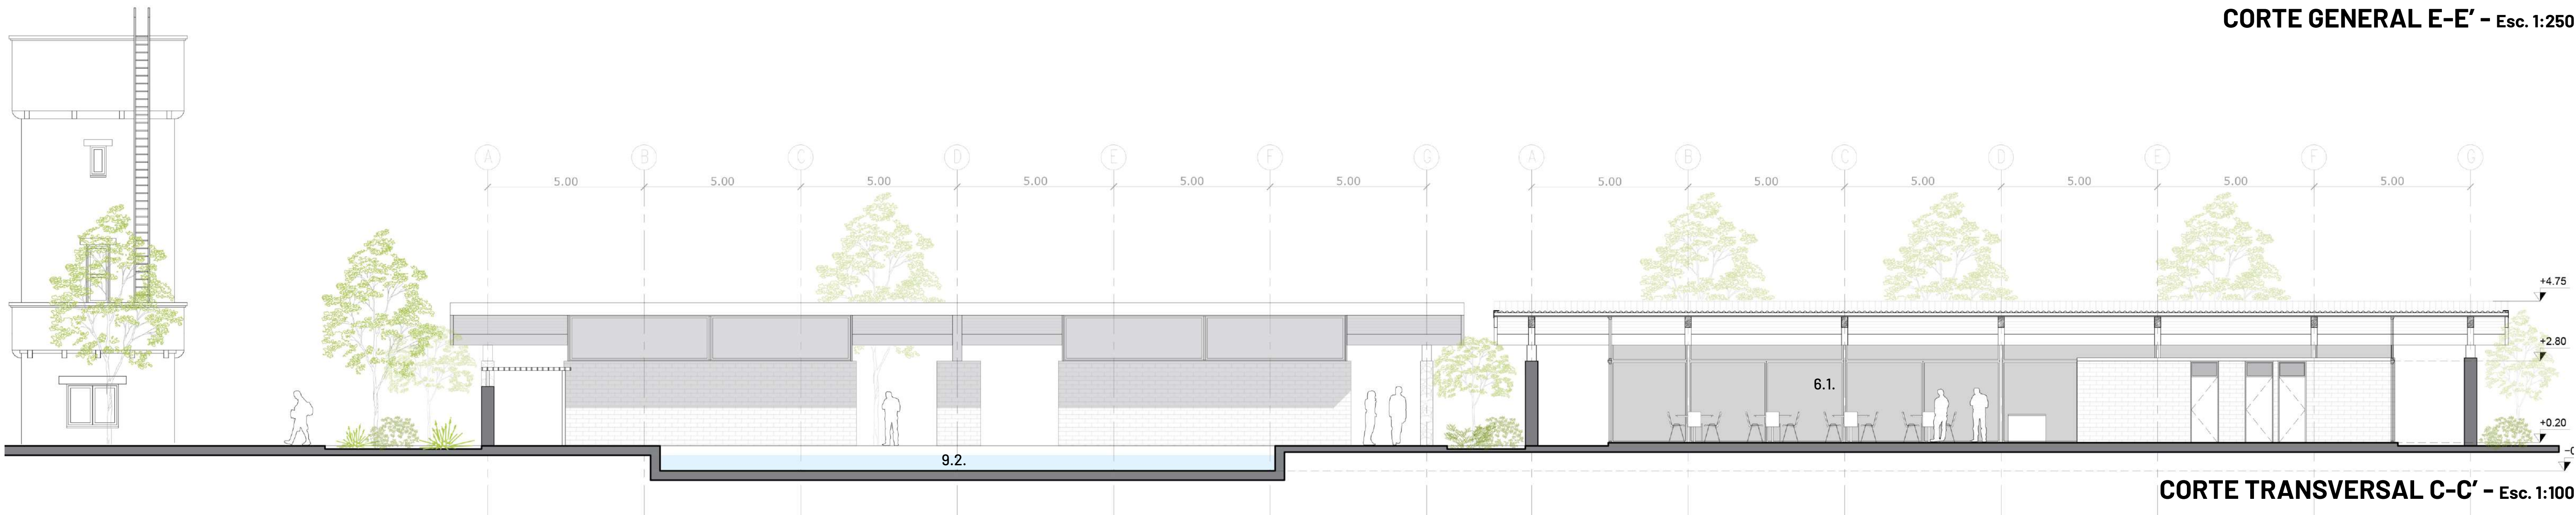 CORTE GENERAL E-E' - Esc. 1:250
A B C D E F G A B C D E F G
5.00 5.00 5.00 5.00 5.00 5.00 5.00 5.00 5.00 5.00 5.00 5.00
+4.75
+2.80
6.1.
+0.20
9.2.
CORTE TRANSVERSAL C-C' - Esc. 1:100